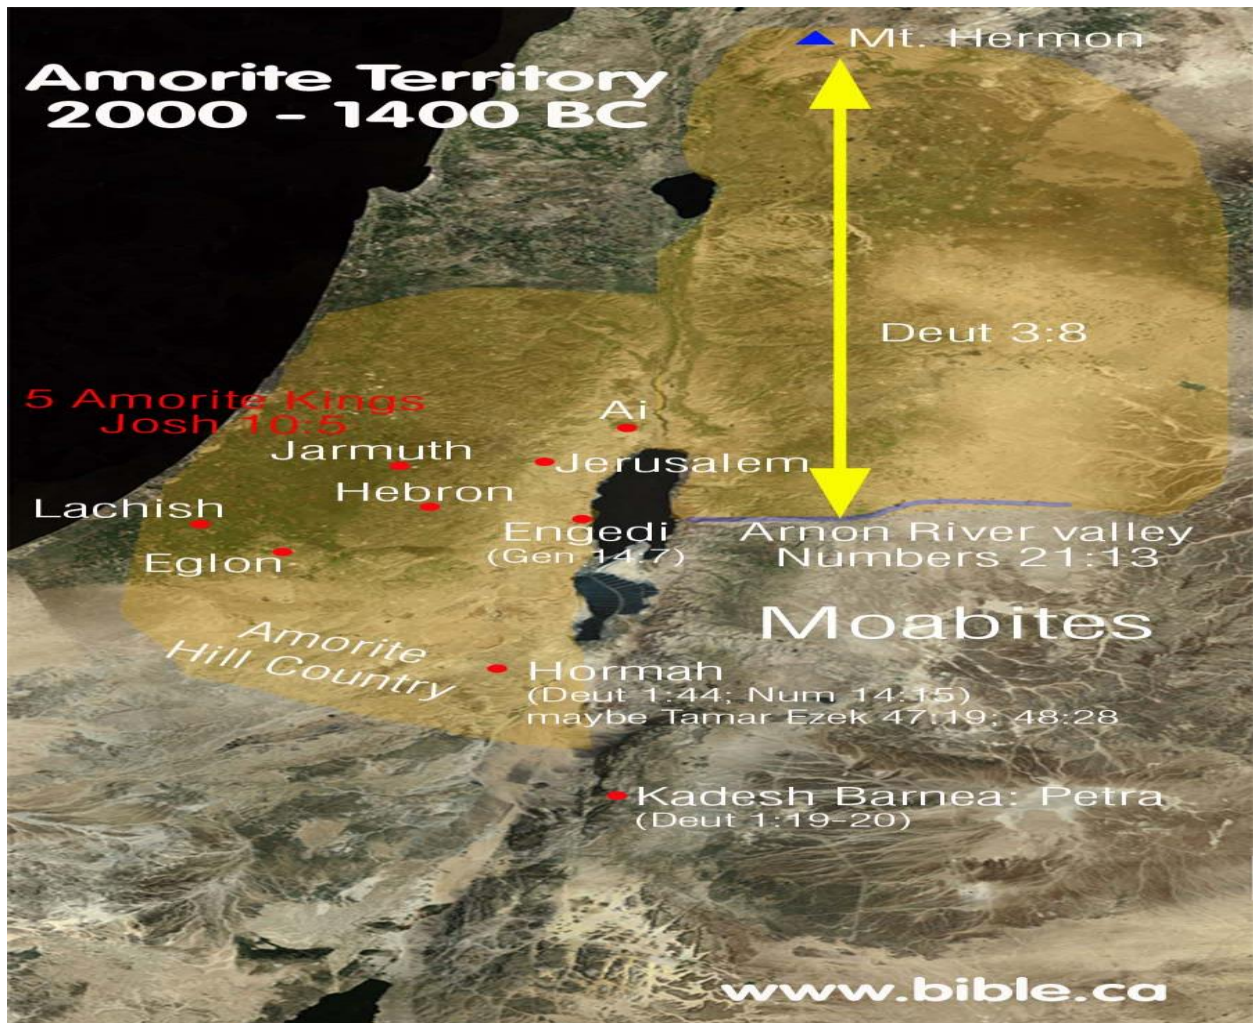 Mt. Hermon
Amorite Territory
2000 - 1400 BC
Deut 3:8
5 Amorite Kings
Josh 10:5
Ai
Jarmuth
Jerusalem
Hebron
Lachish
Engedi
(Gen 14:7)
Arnon River valley
Numbers 21:13
Eglon
Moabites
Amorite
Hill Country
Hormah
(Deut 1:44; Num 14:15)
maybe Tamar Ezek 47:19; 48:28
Kadesh Barnea: Petra
(Deut 1:19-20)
www.bible.ca